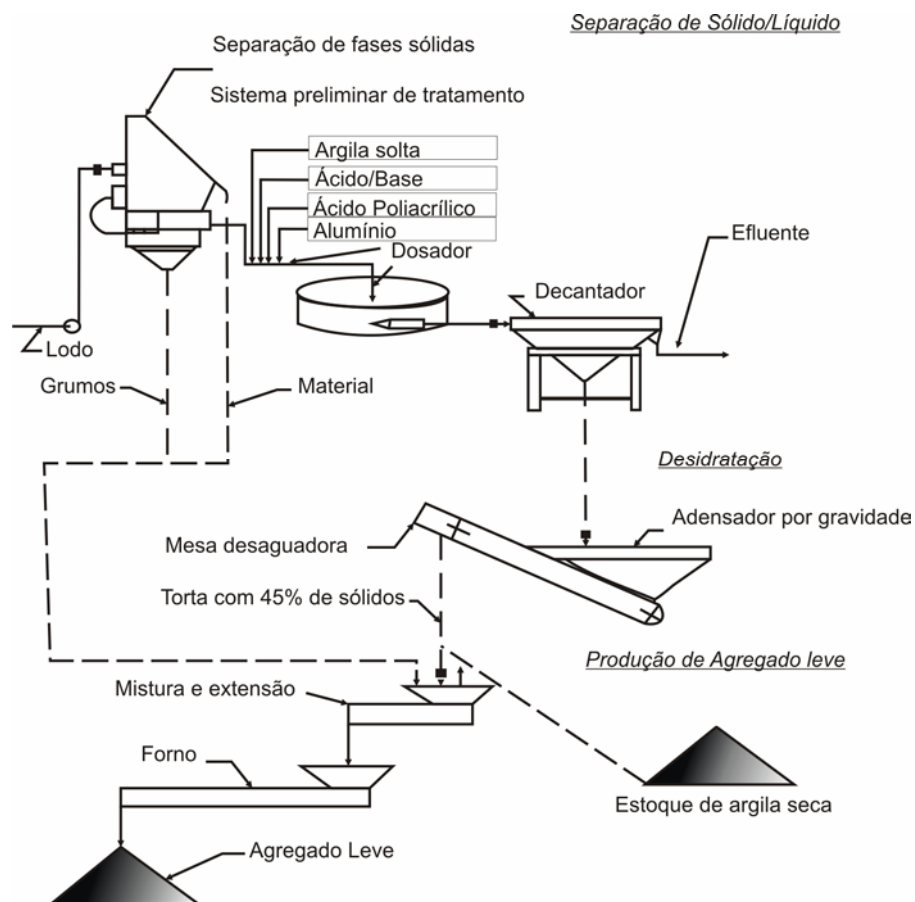 Separação de Sólido/Líquido
Separação de fases sólidas
Sistema preliminar de tratamento
Argila solta
Ácido/Base
Ácido Poliacrílico
Alumínio
Dosador
Efluente
Decantador
Lodo
Grumos
Material
Desidratação
Adensador por gravidade
Mesa desaguadora
Torta com 45% de sólidos
Produção de Agregado leve
Mistura e extensão
Forno
Estoque de argila seca
Agregado Leve